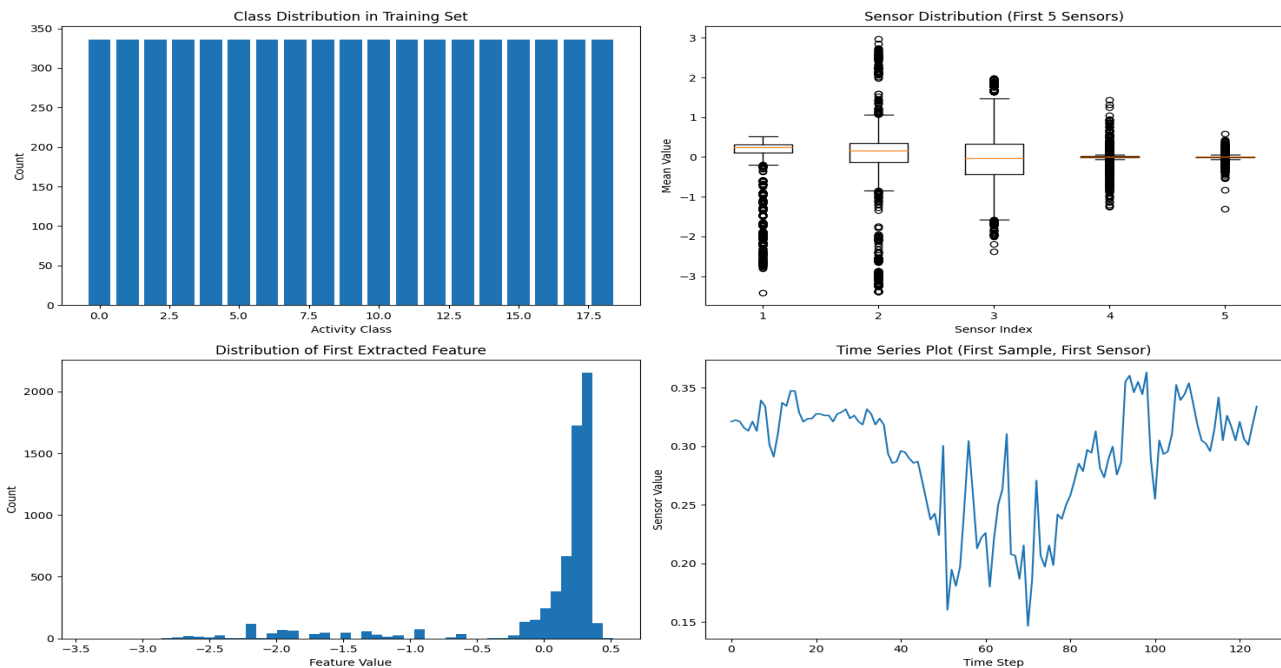 Class Distribution in Training Set
350
300
250
200
150
100
50
0
Count
0.0 2.5 5.0 7.5 10.0 12.5 15.0 17.5
Activity Class
Sensor Distribution (First 5 Sensors)
3
2
1
0
−1
−2
−3
Mean Value
1 2 3 4 5
Sensor Index
Distribution of First Extracted Feature
2000
1500
1000
500
0
Count
−3.5 −3.0 −2.5 −2.0 −1.5 −1.0 −0.5 0.0 0.5
Feature Value
Time Series Plot (First Sample, First Sensor)
0.35
0.30
0.25
0.20
0.15
Sensor Value
0 20 40 60 80 100 120
Time Step